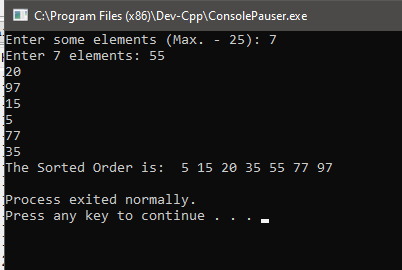 C:\Program Files (x86)\Dev-Cpp\ConsolePauser.exe
Enter some elements (Max. - 25): 7
Enter 7 elements: 55
20
97
15
5
77
35
The Sorted Order is:  5 15 20 35 55 77 97
Process exited normally.
Press any key to continue . . .